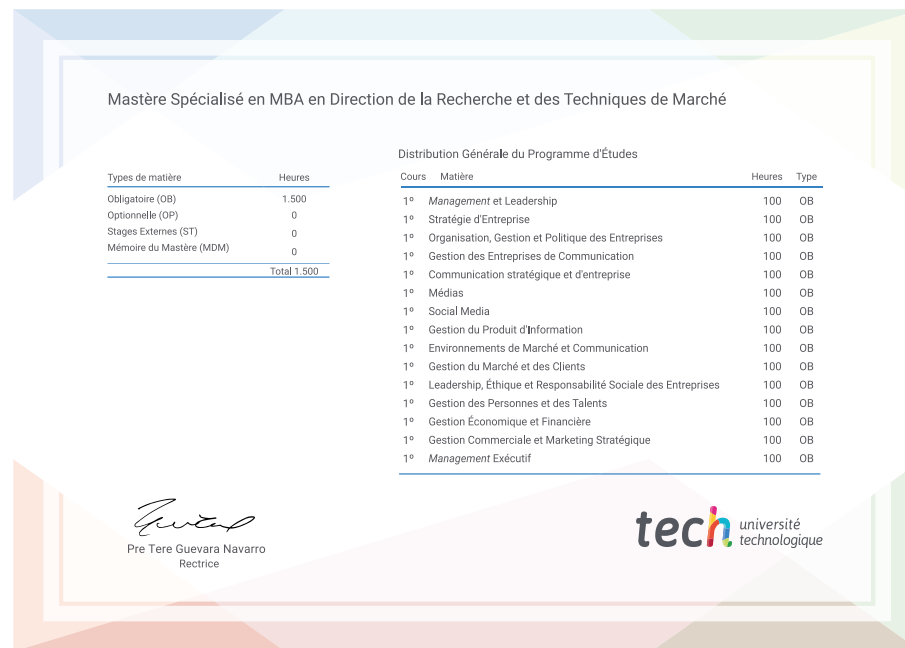 Mastère Spécialisé en MBA en Direction de la Recherche et des Techniques de Marché
Types de matière Heures
Obligatoire (OB) 1.500
Optionnelle (OP) 0
Stages Externes (ST) 0
Mémoire du Mastère (MDM) 0
Total 1.500
Distribution Générale du Programme d'Études
Cours Matière Heures Type
1º Management et Leadership 100 OB
1º Stratégie d'Entreprise 100 OB
1º Organisation, Gestion et Politique des Entreprises 100 OB
1º Gestion des Entreprises de Communication 100 OB
1º Communication stratégique et d'entreprise 100 OB
1º Médias 100 OB
1º Social Media 100 OB
1º Gestion du Produit d'Information 100 OB
1º Environnements de Marché et Communication 100 OB
1º Gestion du Marché et des Clients 100 OB
1º Leadership, Éthique et Responsabilité Sociale des Entreprises 100 OB
1º Gestion des Personnes et des Talents 100 OB
1º Gestion Économique et Financière 100 OB
1º Gestion Commerciale et Marketing Stratégique 100 OB
1º Management Exécutif 100 OB
Pre Tere Guevara Navarro
Rectrice
tech université
technologique